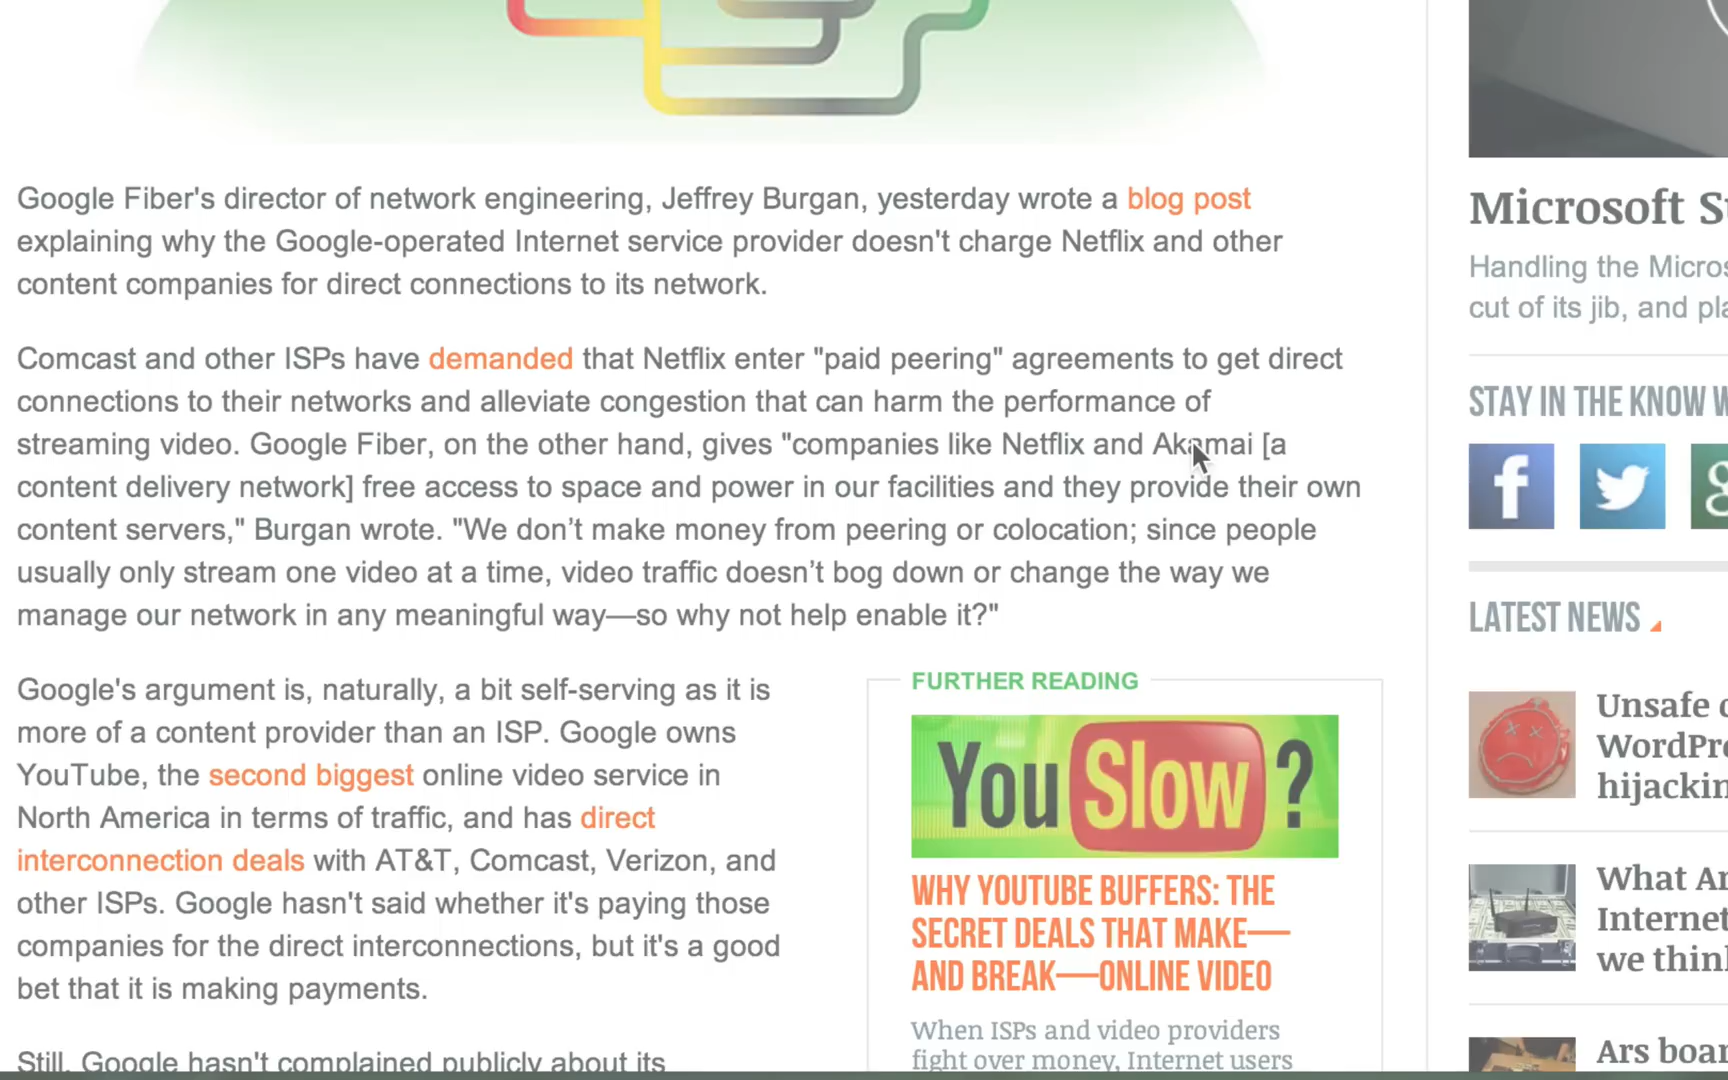 Google Fiber's director of network engineering, Jeffrey Burgan, yesterday wrote a blog post
explaining why the Google-operated Internet service provider doesn't charge Netflix and other
content companies for direct connections to its network.
Comcast and other ISPs have demanded that Netflix enter "paid peering" agreements to get direct
connections to their networks and alleviate congestion that can harm the performance of
streaming video. Google Fiber, on the other hand, gives "companies like Netflix and Akamai [a
content delivery network] free access to space and power in our facilities and they provide their own
content servers," Burgan wrote. "We don’t make money from peering or colocation; since people
usually only stream one video at a time, video traffic doesn’t bog down or change the way we
manage our network in any meaningful way—so why not help enable it?"
Google's argument is, naturally, a bit self-serving as it is
more of a content provider than an ISP. Google owns
YouTube, the second biggest online video service in
North America in terms of traffic, and has direct
interconnection deals with AT&T, Comcast, Verizon, and
other ISPs. Google hasn't said whether it's paying those
companies for the direct interconnections, but it's a good
bet that it is making payments.
Still, Google hasn't complained publicly about its
FURTHER READING
You Slow ?
WHY YOUTUBE BUFFERS: THE
SECRET DEALS THAT MAKE—
AND BREAK—ONLINE VIDEO
When ISPs and video providers
fight over money, Internet users
Microsoft
Handling the
cut of its jib, and
STAY IN THE KNOW
f
LATEST NEWS
Unsafe
What
Internet
we
Ars